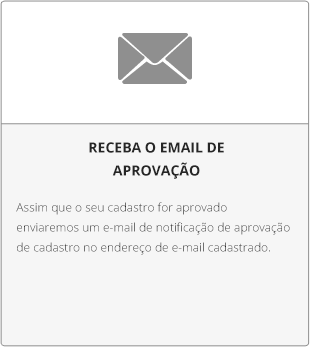 RECEBA O EMAIL DE
APROVAÇÃO
Assim que o seu cadastro for aprovado
enviaremos um e-mail de notificação de aprovação
de cadastro no endereço de e-mail cadastrado.